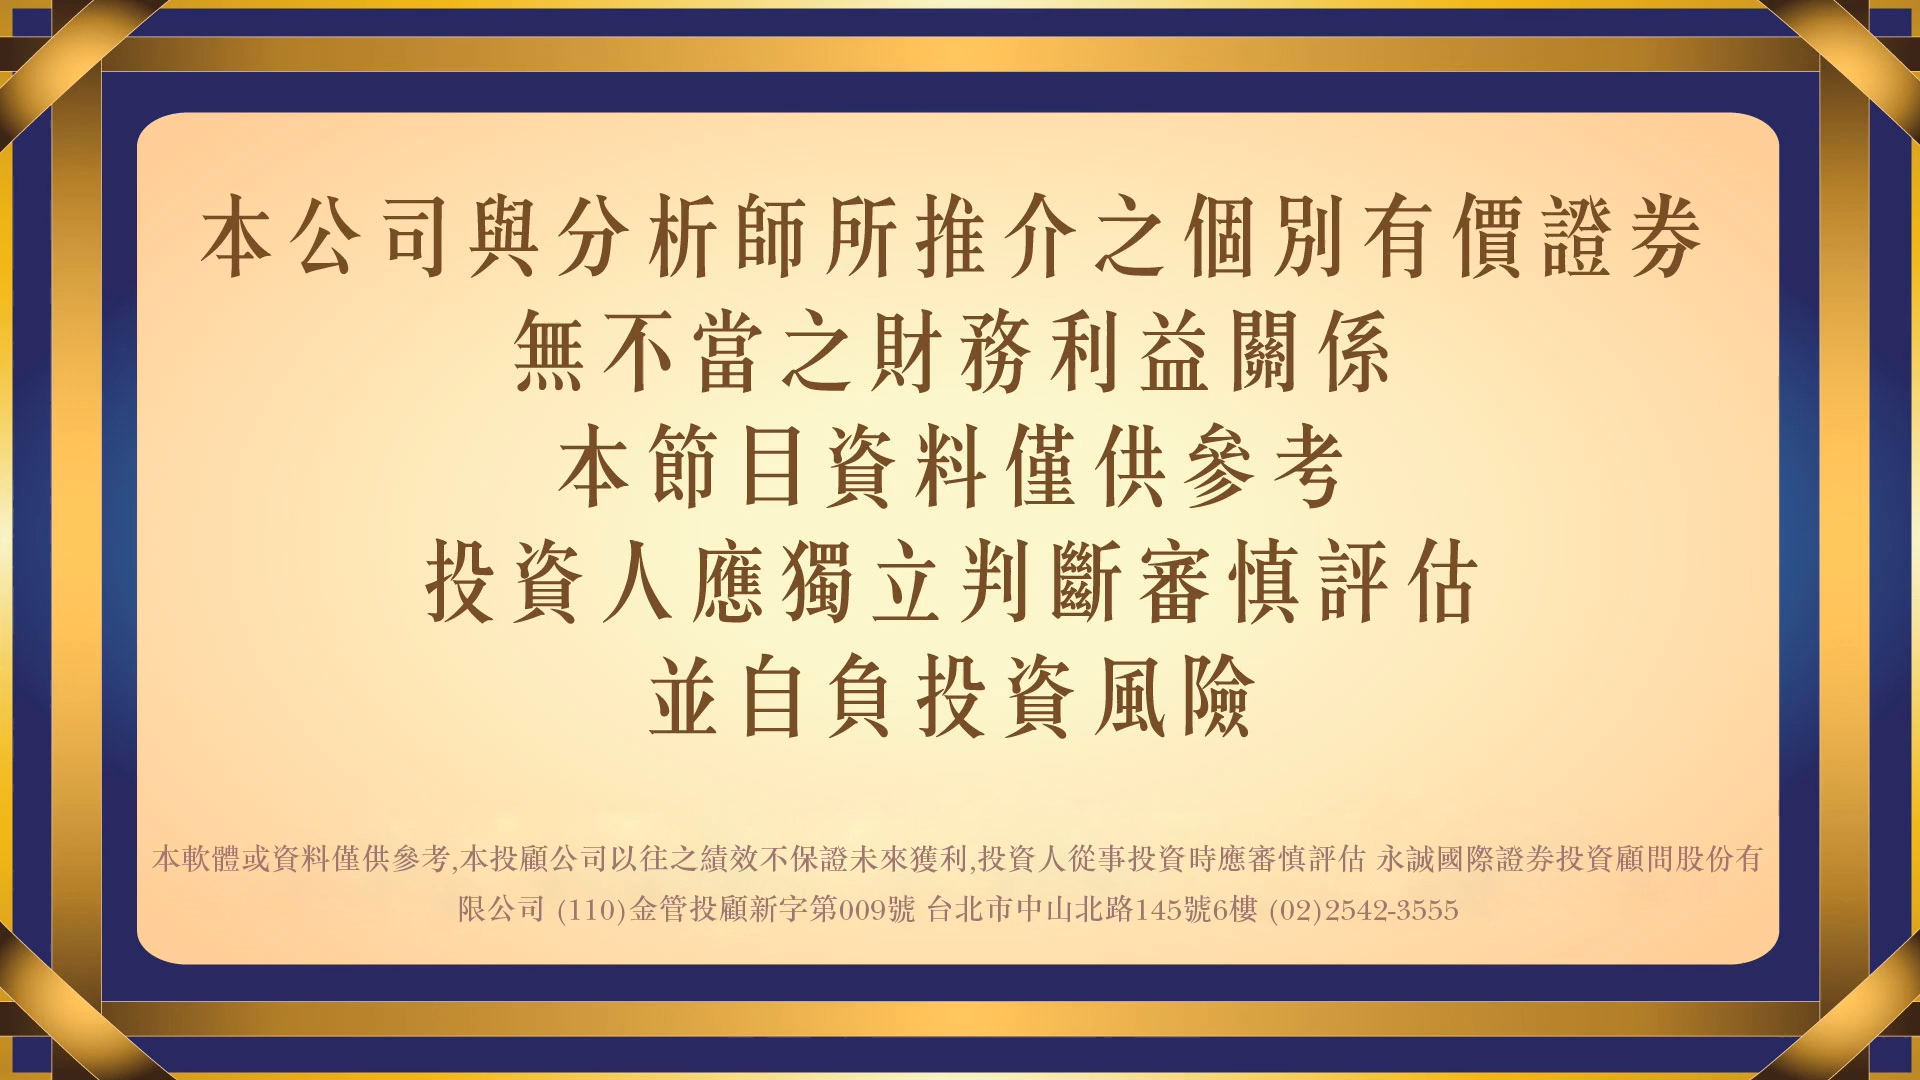 本公司與分析師所推介之個別有價證券
無不當之財務利益關係
本節目資料僅供參考
投資人應獨立判斷審慎評估
並自負投資風險
本軟體或資料僅供參考,本投顧公司以往之績效不保證未來獲利,投資人從事投資時應審慎評估 永誠國際證券投資顧問股份有
限公司 (110)金管投顧新字第009號 台北市中山北路145號6樓 (02)2542-3555